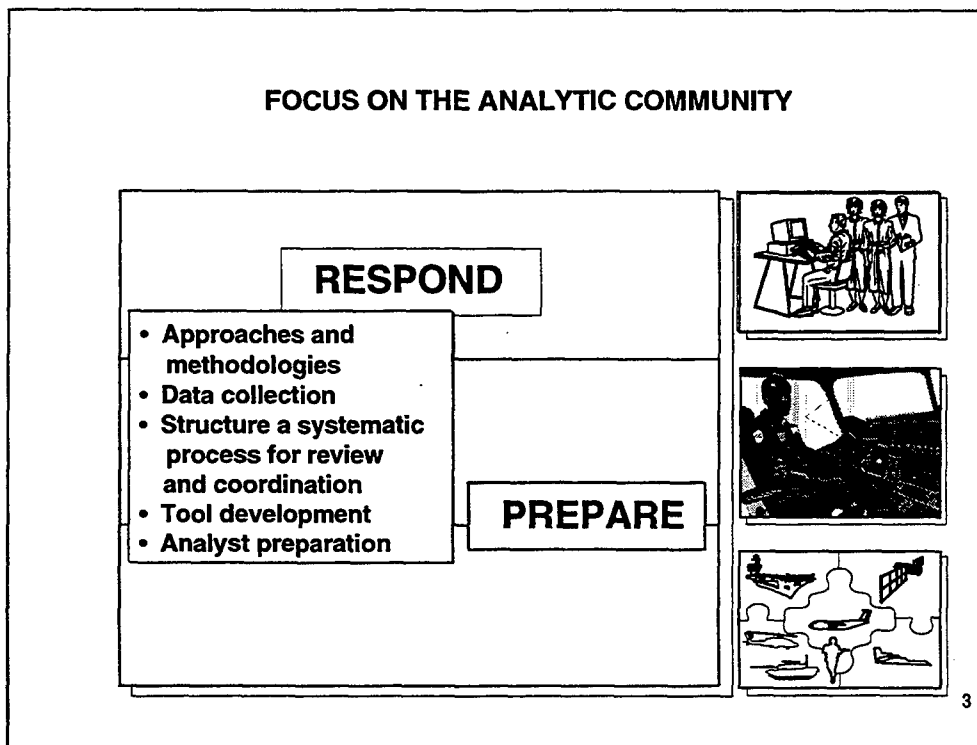 FOCUS ON THE ANALYTIC COMMUNITY
RESPOND
• Approaches and
methodologies
• Data collection
• Structure a systematic
process for review
and coordination
• Tool development
• Analyst preparation
PREPARE
3